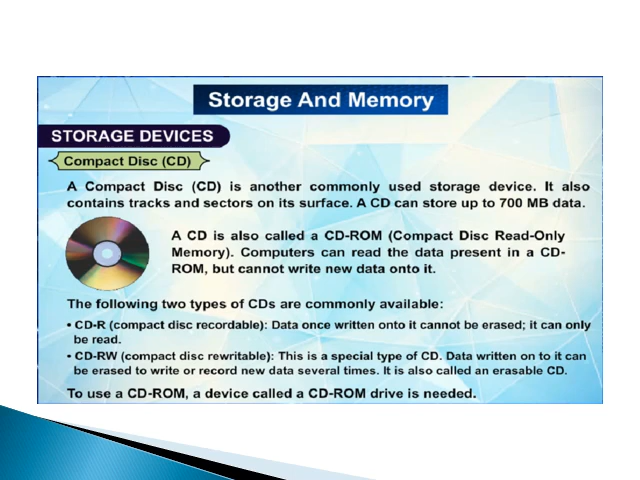 Storage And Memory
STORAGE DEVICES
Compact Disc (CD)
A Compact Disc (CD) is another commonly used storage device. It also
contains tracks and sectors on its surface. A CD can store up to 700 MB data.
A CD is also called a CD-ROM (Compact Disc Read-Only
Memory). Computers can read the data present in a CD-
ROM, but cannot write new data onto it.
The following two types of CDs are commonly available:
• CD-R (compact disc recordable): Data once written onto it cannot be erased; it can only
be read.
• CD-RW (compact disc rewritable): This is a special type of CD. Data written on to it can
be erased to write or record new data several times. It is also called an erasable CD.
To use a CD-ROM, a device called a CD-ROM drive is needed.